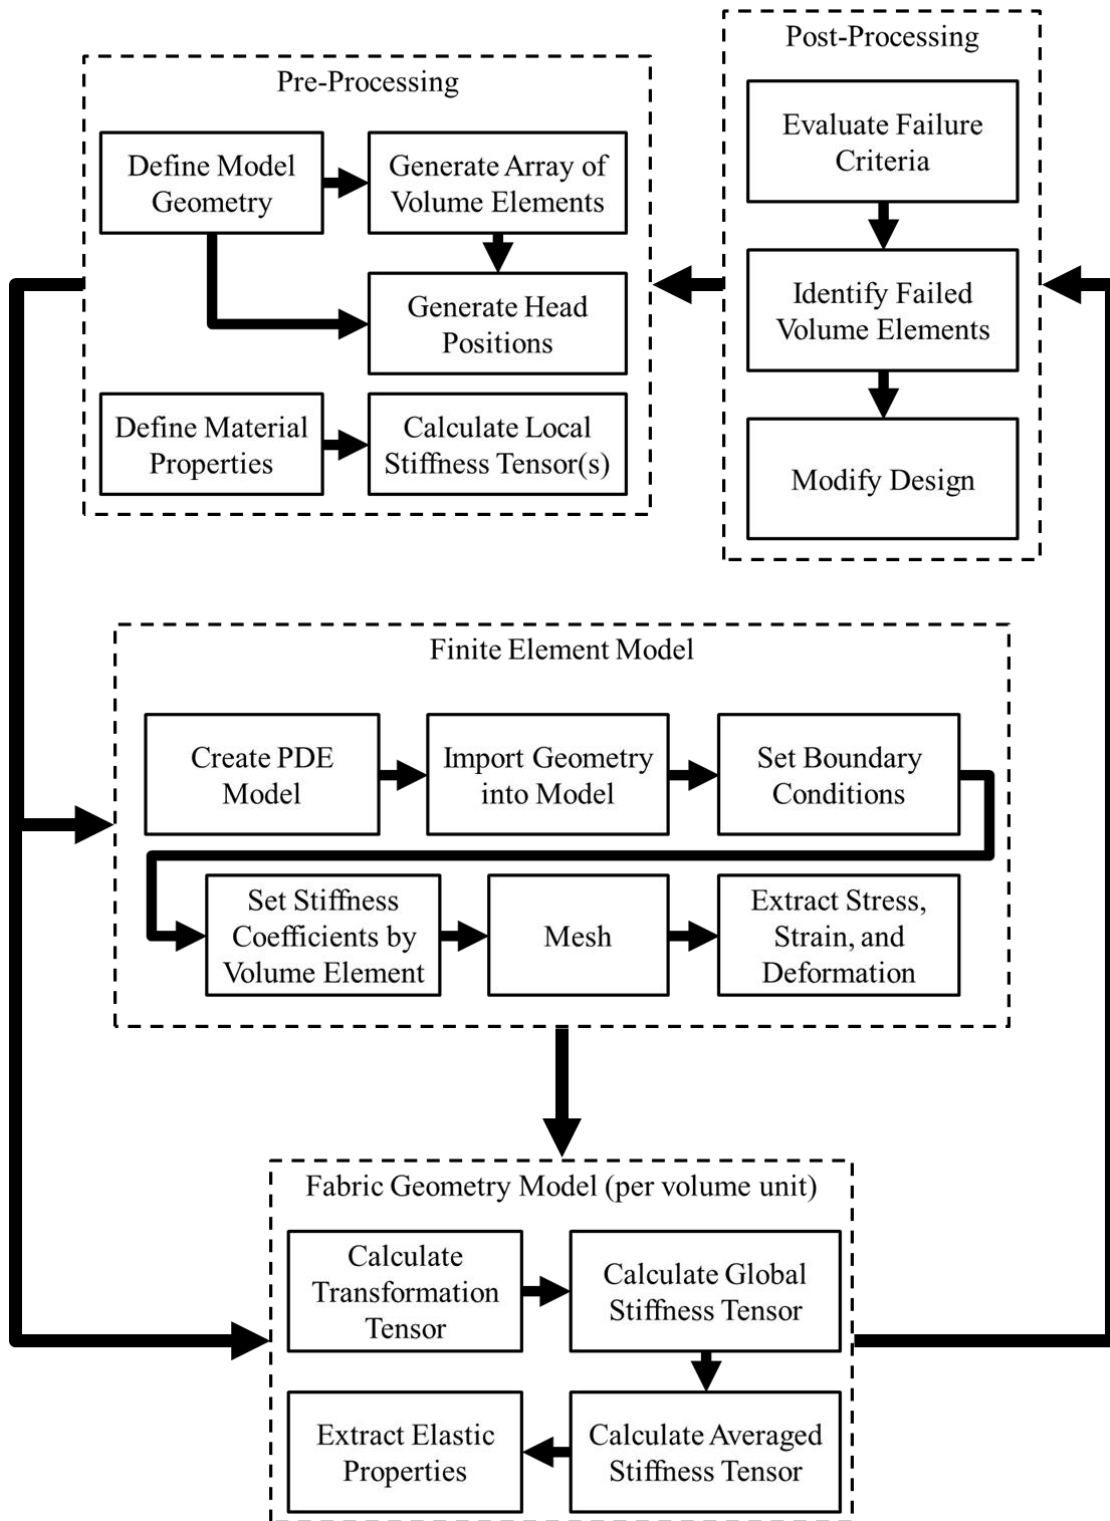 Pre-Processing
Define Model
Geometry
Generate Array of
Volume Elements
Generate Head
Positions
Define Material
Properties
Calculate Local
Stiffness Tensor(s)
Post-Processing
Evaluate Failure
Criteria
Identify Failed
Volume Elements
Modify Design
Finite Element Model
Create PDE
Model
Import Geometry
into Model
Set Boundary
Conditions
Set Stiffness
Coefficients by
Volume Element
Mesh
Extract Stress,
Strain, and
Deformation
Fabric Geometry Model (per volume unit)
Calculate
Transformation
Tensor
Calculate Global
Stiffness Tensor
Extract Elastic
Properties
Calculate Averaged
Stiffness Tensor